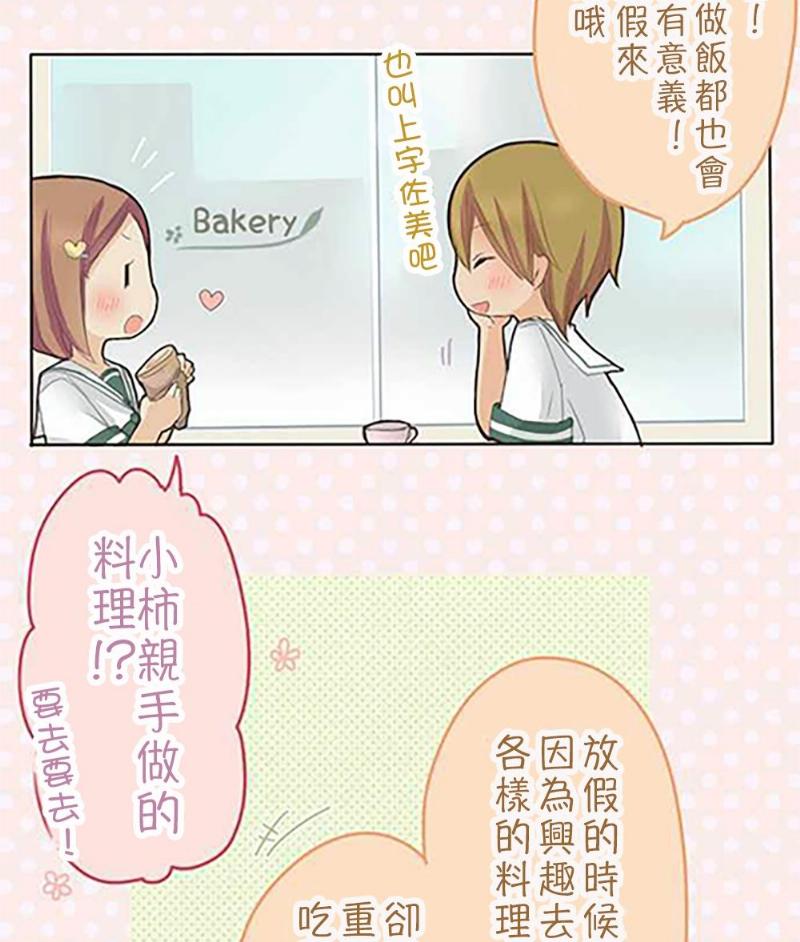 ！
做飯都也會
有意義！
假來
哦
也叫上宇佐美吧
Bakery
小柿親手做的
料理!?
要去要去！
放假的時候
因為興趣去
各樣的料理
卻
重
吃